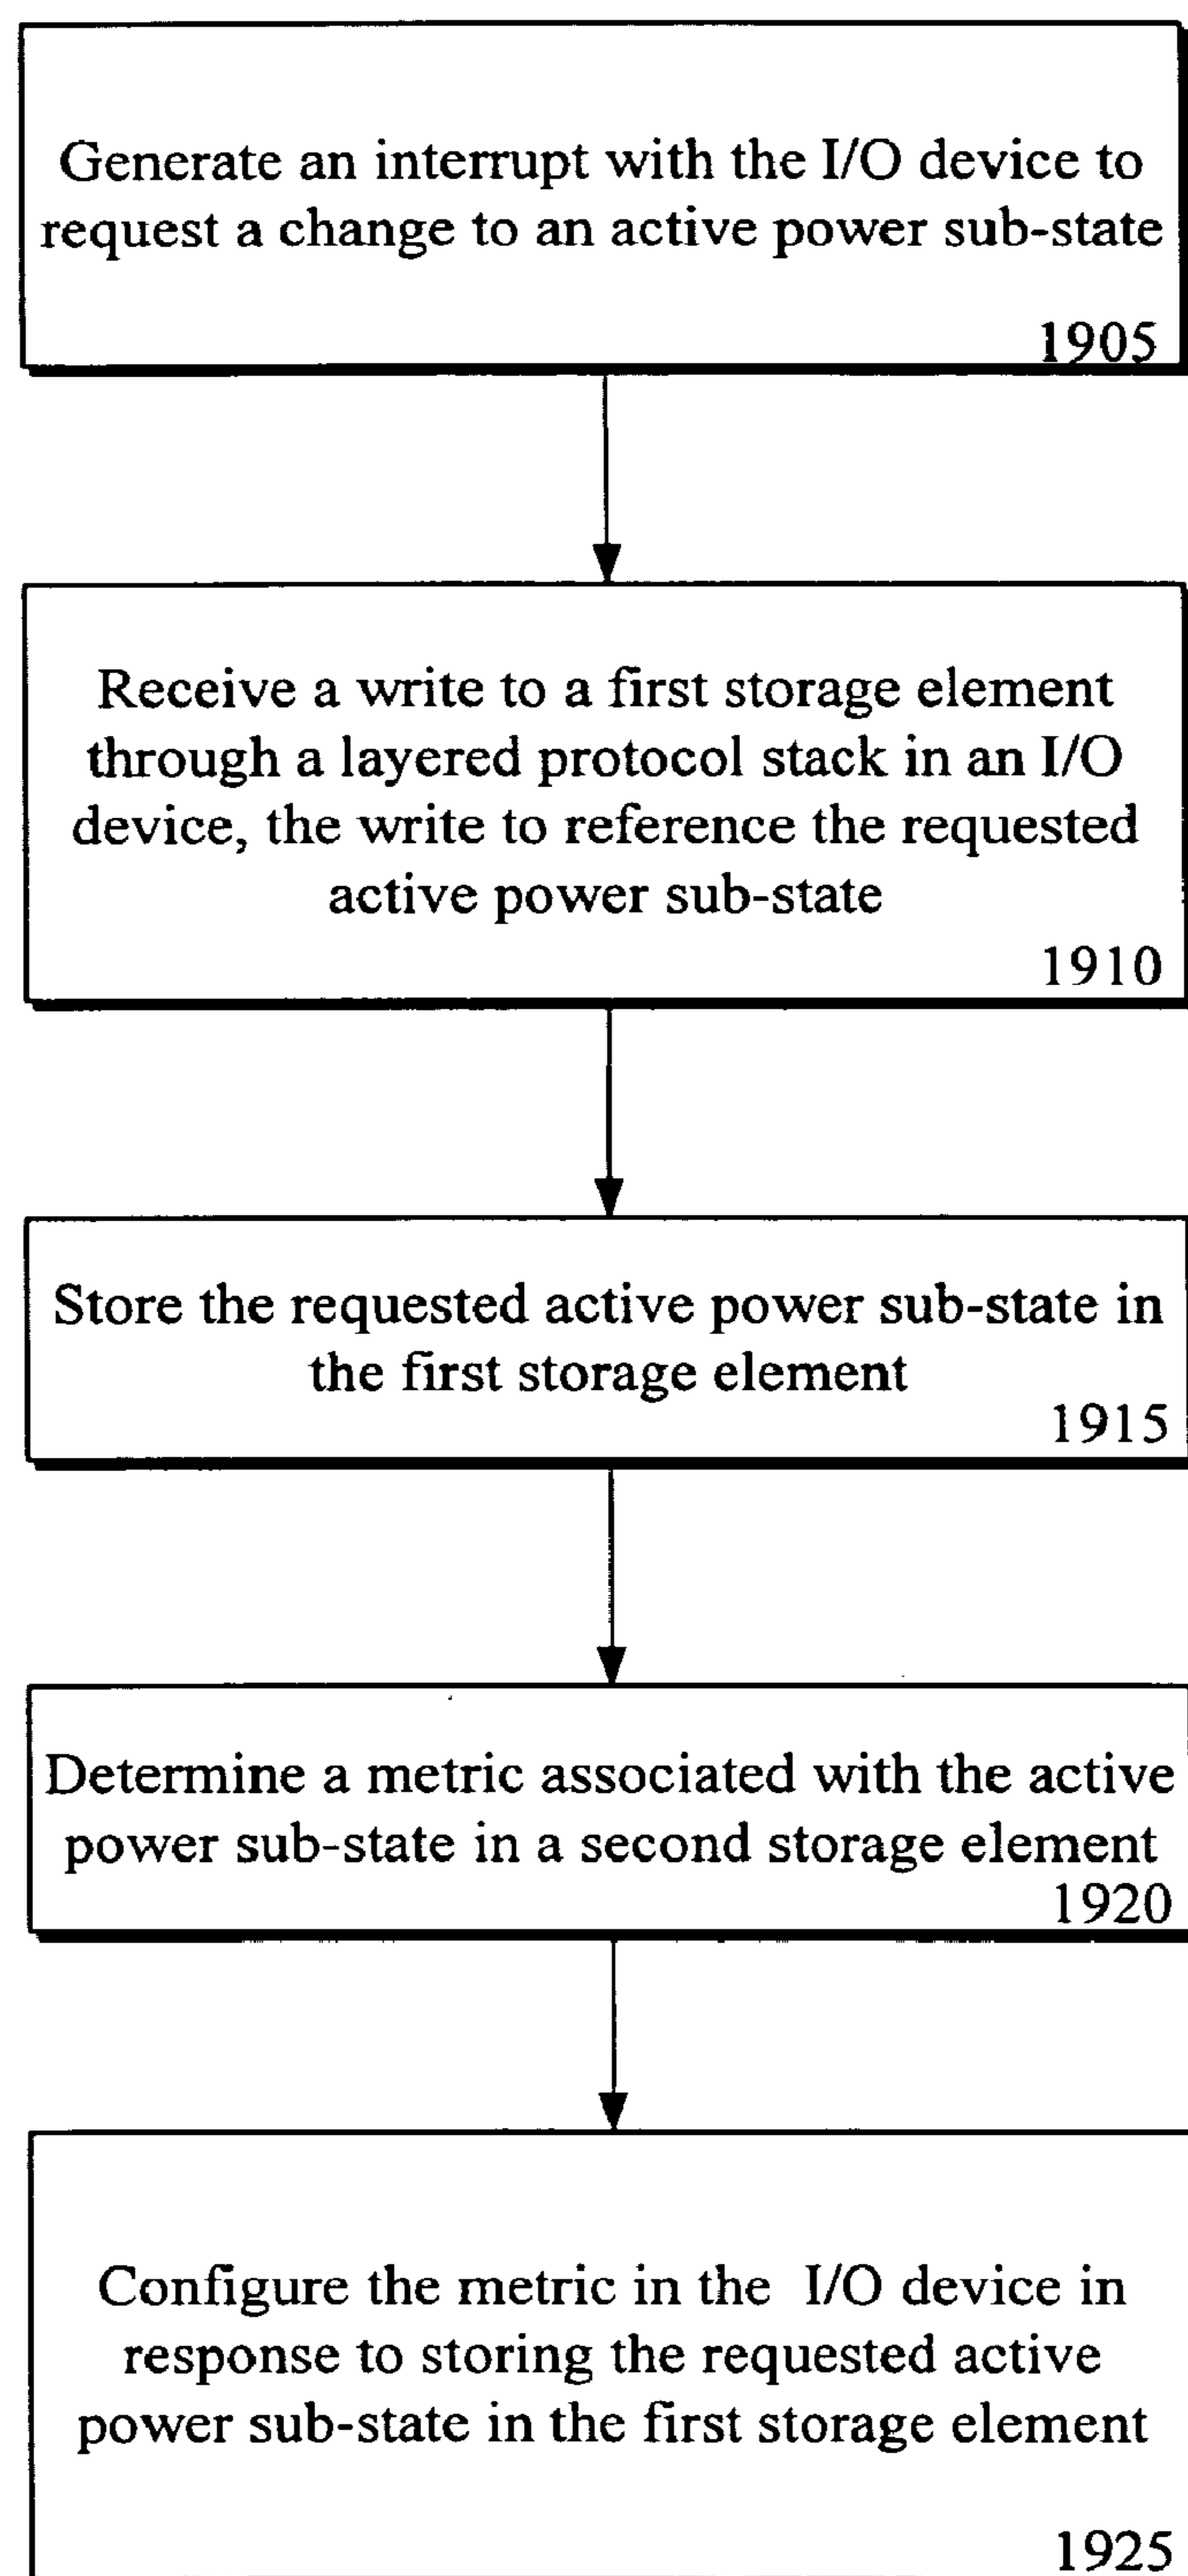 Generate an interrupt with the I/O device to
request a change to an active power sub-state
1905
Receive a write to a first storage element
through a layered protocol stack in an I/O
device, the write to reference the requested
active power sub-state
1910
Store the requested active power sub-state in
the first storage element
1915
Determine a metric associated with the active
power sub-state in a second storage element
1920
Configure the metric in the I/O device in
response to storing the requested active
power sub-state in the first storage element
1925